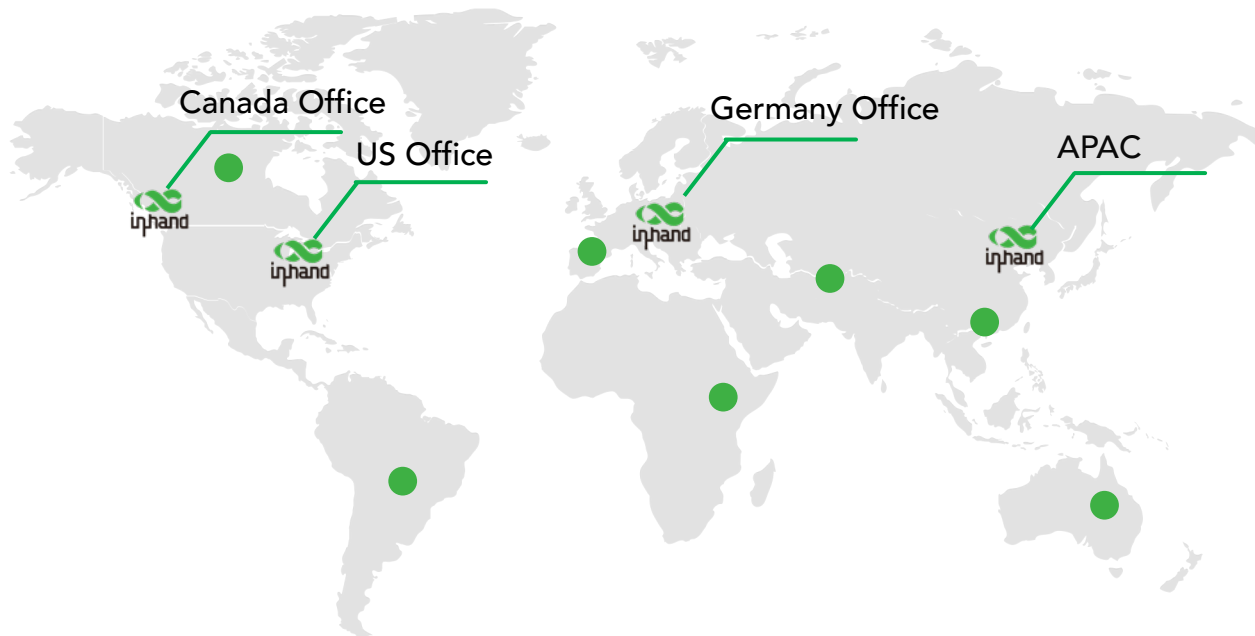 Canada Office
US Office
Germany Office
APAC
inhand
inhand
inhand
inhand